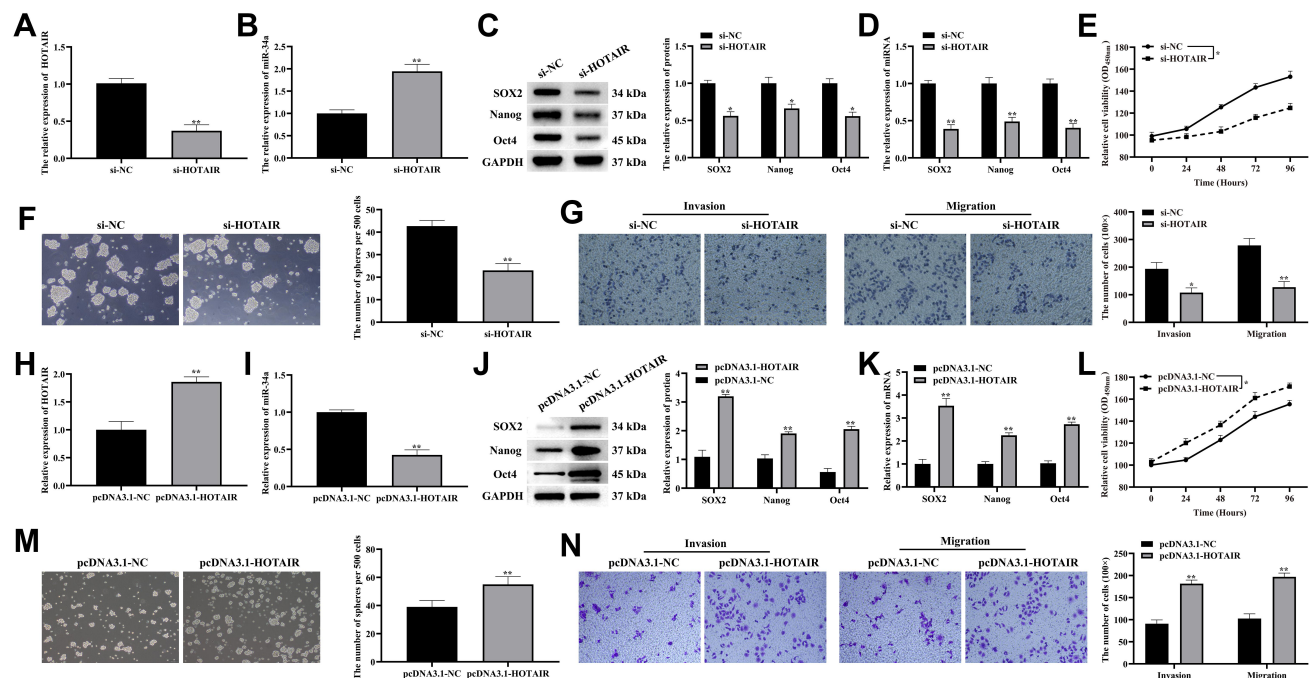 A
The relative expression of HOTAIR
1.5
1.0
0.5
0.0
**
si-NC
si-HOTAIR
B
The relative expression of miR-34a
2.5
2.0
1.5
1.0
0.5
0.0
**
si-NC
si-HOTAIR
C
si-NC
si-HOTAIR
SOX2
34 kDa
Nanog
37 kDa
Oct4
45 kDa
GAPDH
37 kDa
si-NC
si-HOTAIR
The relative expression of protein
1.5
1.0
0.5
0.0
*
*
*
SOX2
Nanog
Oct4
D
si-NC
si-HOTAIR
The relative expression of miRNA
1.5
1.0
0.5
0.0
**
**
**
SOX2
Nanog
Oct4
E
Relative cell viability (OD450nm)
180
160
140
120
100
80
si-NC
si-HOTAIR
*
0
24
48
72
96
Time (Hours)
F
si-NC
si-HOTAIR
The number of spheres per 500 cells
50
40
30
20
10
0
**
si-NC
si-HOTAIR
G
Invasion
Migration
si-NC
si-HOTAIR
si-NC
si-HOTAIR
si-NC
si-HOTAIR
The number of cells (100×)
400
300
200
100
0
*
**
Invasion
Migration
H
Relative expression of HOTAIR
2.0
1.5
1.0
0.5
0.0
**
pcDNA3.1-NC
pcDNA3.1-HOTAIR
I
Relative expression of miR-34a
1.5
1.0
0.5
0.0
**
pcDNA3.1-NC
pcDNA3.1-HOTAIR
J
pcDNA3.1-NC
pcDNA3.1-HOTAIR
SOX2
34 kDa
Nanog
37 kDa
Oct4
45 kDa
GAPDH
37 kDa
pcDNA3.1-HOTAIR
pcDNA3.1-NC
Relative expression of protien
4
3
2
1
0
**
**
**
SOX2
Nanog
Oct4
K
pcDNA3.1-NC
pcDNA3.1-HOTAIR
Relative expression of mRNA
5
4
3
2
1
0
**
**
**
SOX2
Nanog
Oct4
L
Relative cell viability (OD450nm)
180
160
140
120
100
80
pcDNA3.1-NC
pcDNA3.1-HOTAIR
*
0
24
48
72
96
Time (Hours)
M
pcDNA3.1-NC
pcDNA3.1-HOTAIR
The number of spheres per 500 cells
80
60
40
20
0
**
pcDNA3.1-NC
pcDNA3.1-HOTAIR
N
Invasion
Migration
pcDNA3.1-NC
pcDNA3.1-HOTAIR
pcDNA3.1-NC
pcDNA3.1-HOTAIR
pcDNA3.1-NC
pcDNA3.1-HOTAIR
The number of cells (100×)
250
200
150
100
50
0
**
**
Invasion
Migration